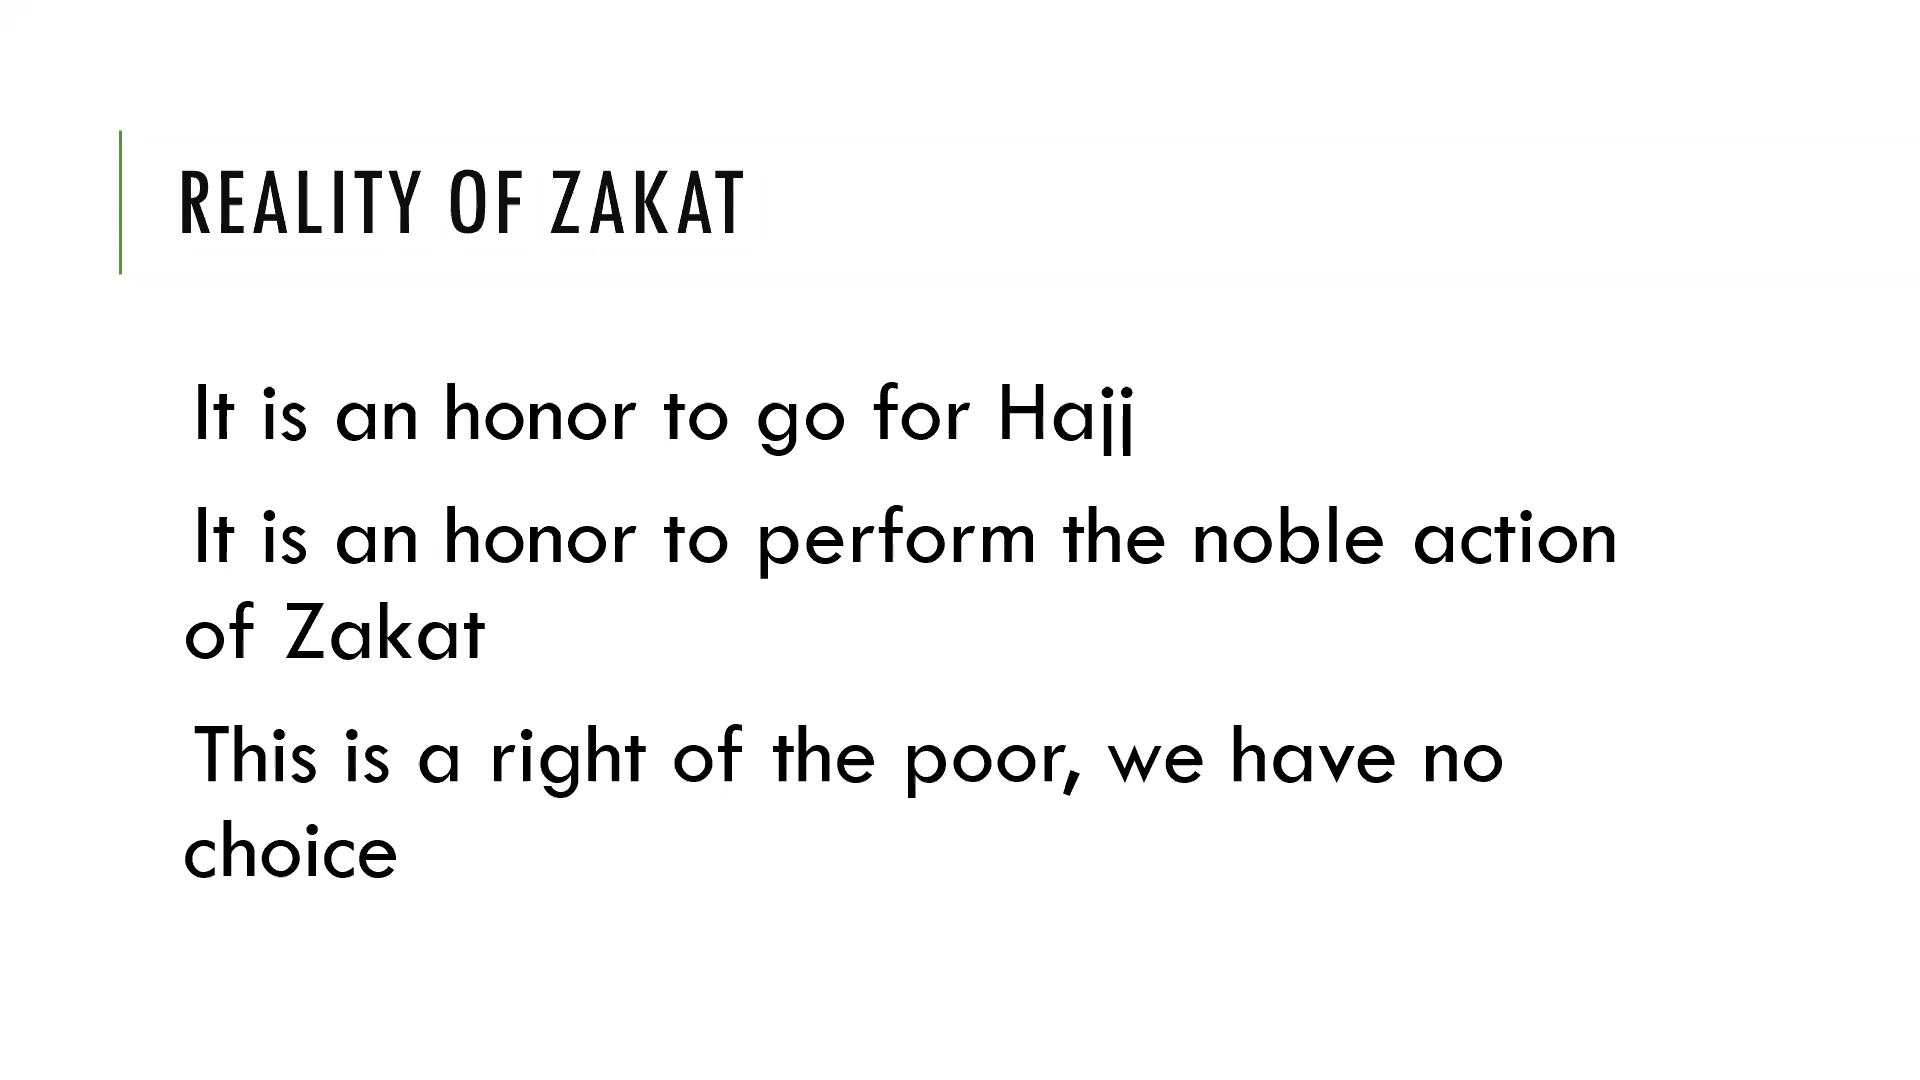 REALITY OF ZAKAT
It is an honor to go for Hajj
It is an honor to perform the noble action
of Zakat
This is a right of the poor, we have no
choice